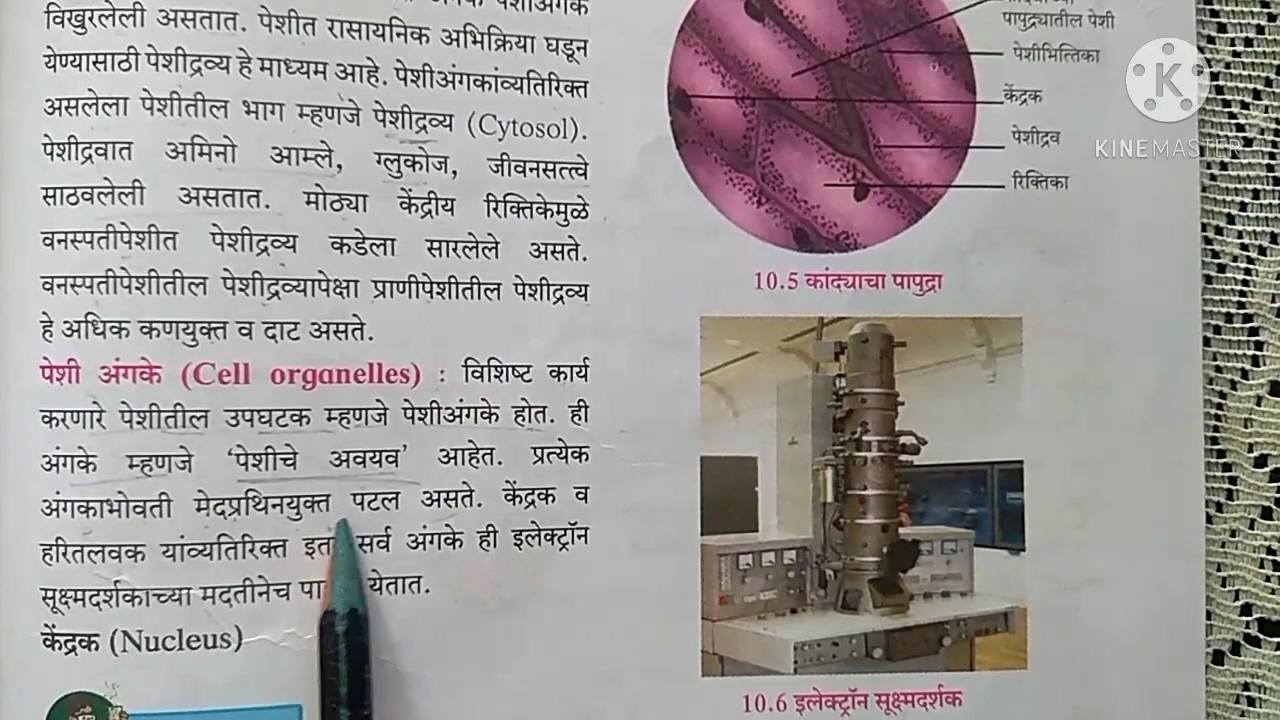 विखुरलेली असतात. पेशीत रासायनिक अभिक्रिया घडून
येण्यासाठी पेशीद्रव्य हे माध्यम आहे. पेशीअंगकांव्यतिरिक्त
असलेला पेशीतील भाग म्हणजे पेशीद्रव्य (Cytosol).
पेशीद्रवात अमिनो आम्ले, ग्लुकोज, जीवनसत्त्वे
साठवलेली असतात. मोठ्या केंद्रीय रिक्तिकेमुळे
वनस्पतीपेशीत पेशीद्रव्य कडेला सारलेले असते.
वनस्पतीपेशीतील पेशीद्रव्यापेक्षा प्राणीपेशीतील पेशीद्रव्य
हे अधिक कणयुक्त व दाट असते.
पेशी अंगके (Cell organelles) : विशिष्ट कार्य
करणारे पेशीतील उपघटक म्हणजे पेशीअंगके होत. ही
अंगके म्हणजे ‘पेशीचे अवयव’ आहेत. प्रत्येक
अंगकाभोवती मेदप्रथिनयुक्त पटल असते. केंद्रक व
हरितलवक यांव्यतिरिक्त सर्व अंगके ही इलेक्ट्रॉन
सूक्ष्मदर्शकाच्या मदतीनेच येतात.
केंद्रक (Nucleus)
पापुद्र्यातील पेशी
पेशीभित्तिका
केंद्रक
पेशीद्रव
रिक्तिका
10.5 कांद्याचा पापुद्रा
10.6 इलेक्ट्रॉन सूक्ष्मदर्शक
K
KINEMASTER